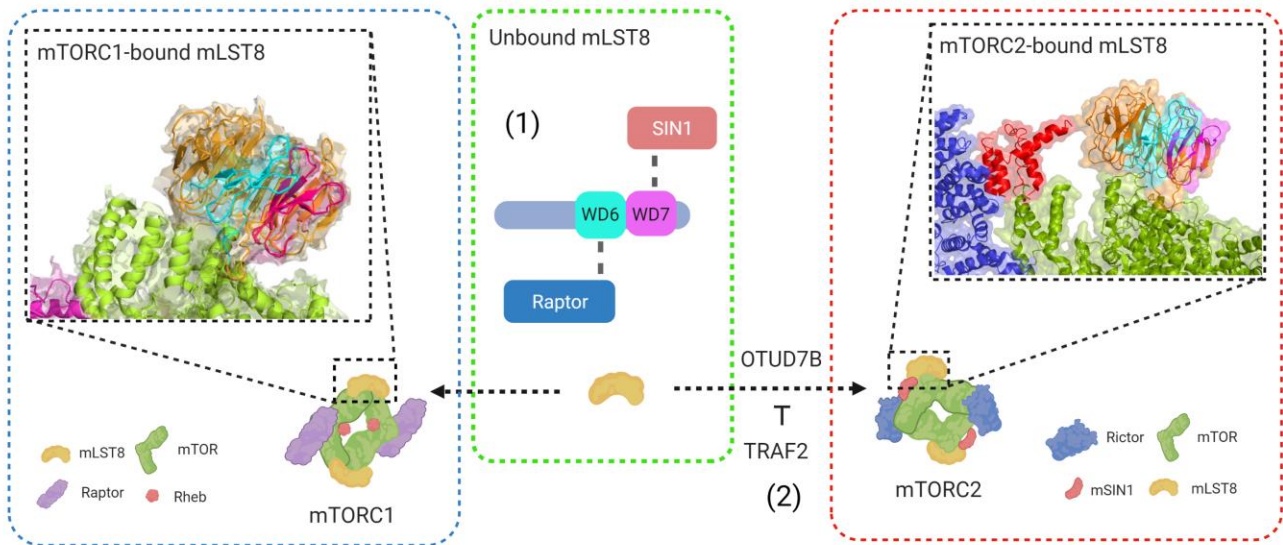 mTORC1-bound mLST8
mLST8
mTOR
Raptor
Rheb
mTORC1
Unbound mLST8
(1)
SIN1
WD6
WD7
Raptor
OTUD7B
T
TRAF2
(2)
mTORC2-bound mLST8
mTORC2
Rictor
mTOR
mSIN1
mLST8